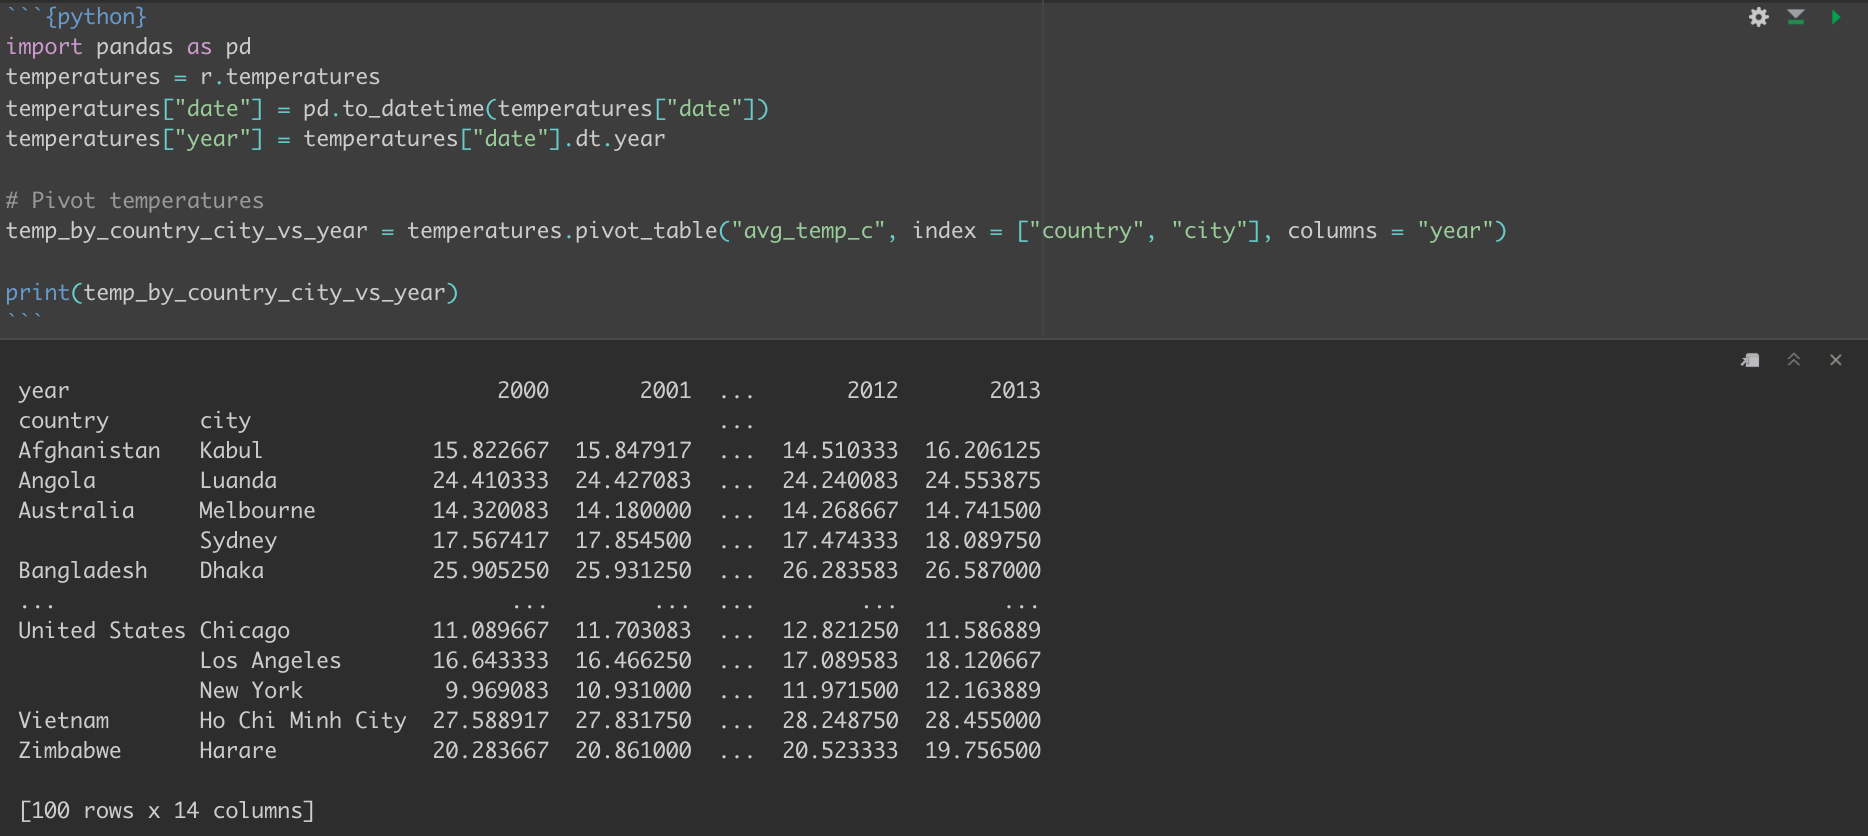 ```{python}
import pandas as pd
temperatures = r.temperatures
temperatures["date"] = pd.to_datetime(temperatures["date"])
temperatures["year"] = temperatures["date"].dt.year
# Pivot temperatures
temp_by_country_city_vs_year = temperatures.pivot_table("avg_temp_c", index = ["country", "city"], columns = "year")
print(temp_by_country_city_vs_year)
```
year 2000 2001 ... 2012 2013
country city ...
Afghanistan Kabul 15.822667 15.847917 ... 14.510333 16.206125
Angola Luanda 24.410333 24.427083 ... 24.240083 24.553875
Australia Melbourne 14.320083 14.180000 ... 14.268667 14.741500
Sydney 17.567417 17.854500 ... 17.474333 18.089750
Bangladesh Dhaka 25.905250 25.931250 ... 26.283583 26.587000
... ... ... ... ... ...
United States Chicago 11.089667 11.703083 ... 12.821250 11.586889
Los Angeles 16.643333 16.466250 ... 17.089583 18.120667
New York 9.969083 10.931000 ... 11.971500 12.163889
Vietnam Ho Chi Minh City 27.588917 27.831750 ... 28.248750 28.455000
Zimbabwe Harare 20.283667 20.861000 ... 20.523333 19.756500
[100 rows x 14 columns]